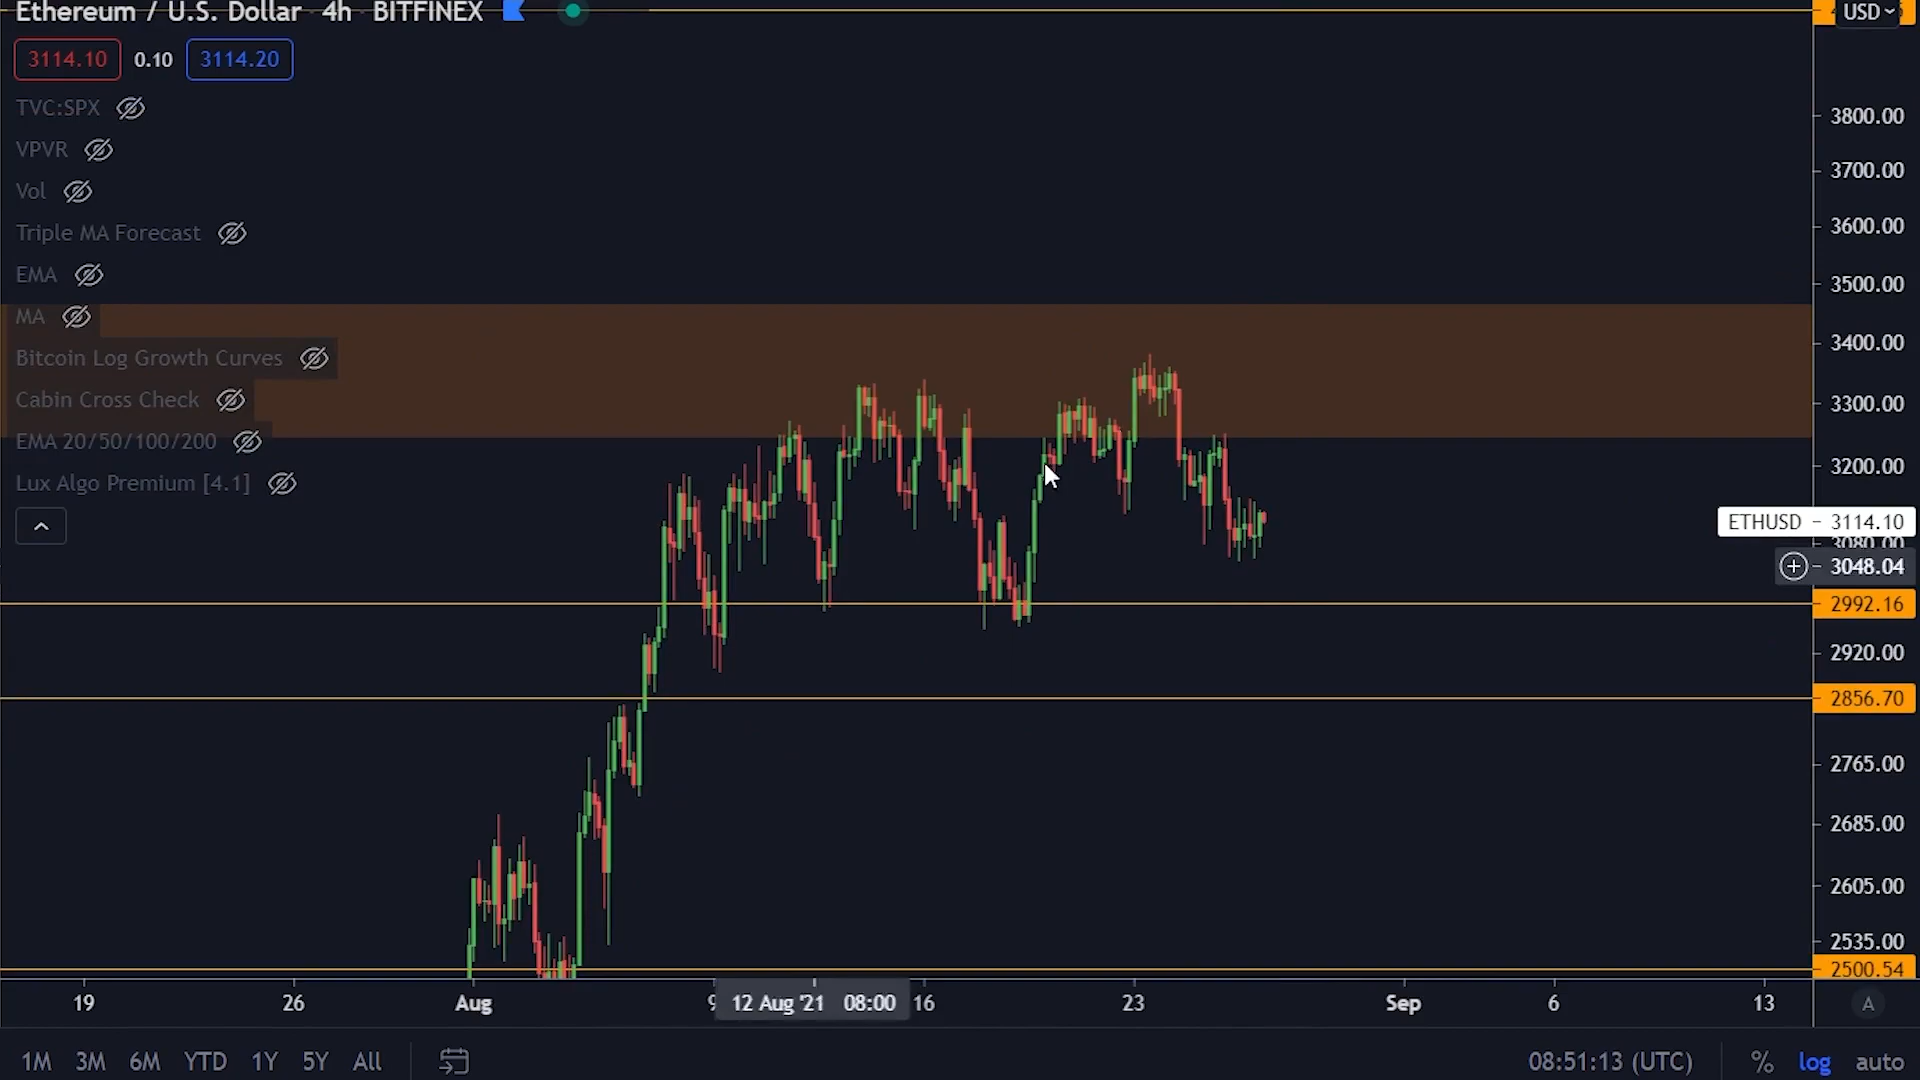 Ethereum / U.S. Dollar 4h BITFINEX
USD
3114.10 0.10 3114.20
TVC:SPX
VPVR
Vol
Triple MA Forecast
EMA
MA
Bitcoin Log Growth Curves
Cabin Cross Check
EMA 20/50/100/200
Lux Algo Premium [4.1]
3800.00
3700.00
3600.00
3500.00
3400.00
3300.00
3200.00
ETHUSD 3114.10
3080.00
3048.04
2992.16
2920.00
2856.70
2765.00
2685.00
2605.00
2535.00
2500.54
19 26 Aug 9 12 Aug '21 08:00 16 23 Sep 6 13 A
1M 3M 6M YTD 1Y 5Y All 08:51:13 (UTC) % log auto